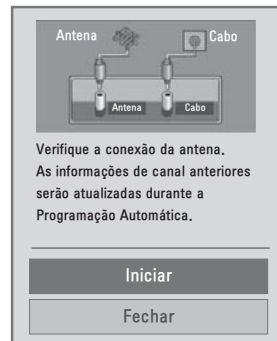 Antena Cabo
Antena Cabo
Verifique a conexão da antena.
As informações de canal anteriores
serão atualizadas durante a
Programação Automática.
Iniciar
Fechar